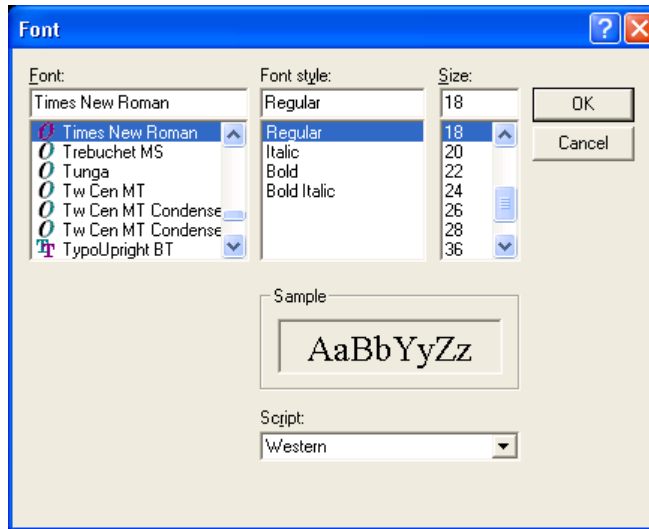 Font
Font:
Times New Roman
Times New Roman
Trebuchet MS
Tunga
Tw Cen MT
Tw Cen MT Condense
Tw Cen MT Condense
TypoUpright BT
Font style:
Regular
Regular
Italic
Bold
Bold Italic
Size:
18
18
20
22
24
26
28
36
OK
Cancel
Sample
AaBbYyZz
Script:
Western